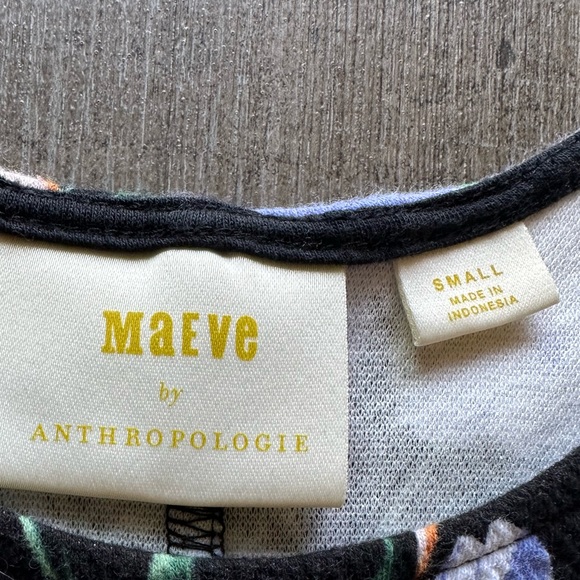 MaEVe
by
ANTHROPOLOGIE
SMALL
MADE IN
INDONESIA